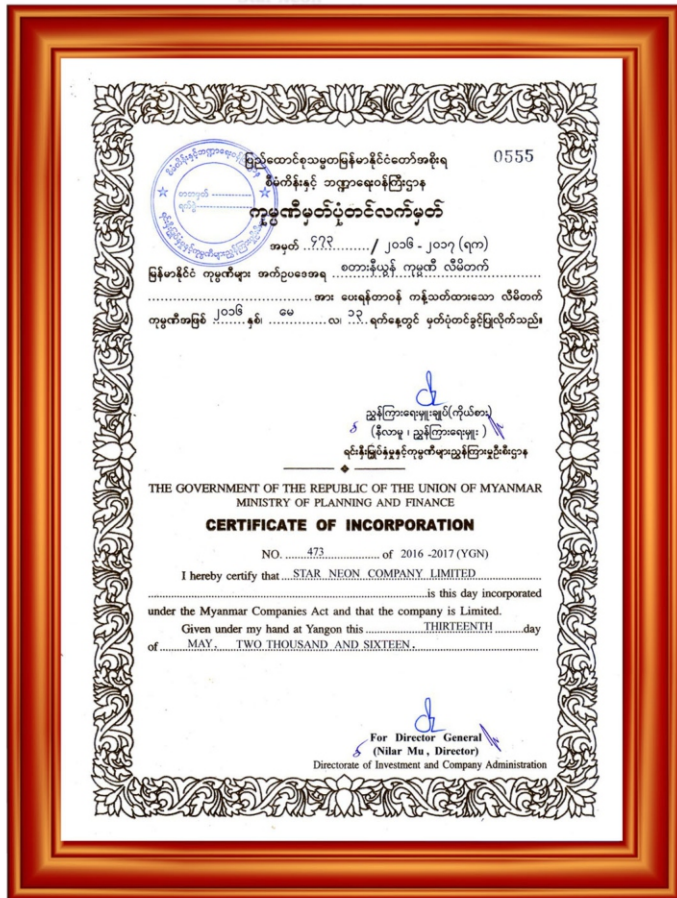 ပြည်ထောင်စုသမ္မတမြန်မာနိုင်ငံတော်အစိုးရ
0555
စီမံကိန်းနှင့် ဘဏ္ဍာရေးဝန်ကြီးဌာန
ကုမ္ပဏီမှတ်ပုံတင်လက်မှတ်
အမှတ် ၄၇၃ / ၂၀၁၆ - ၂၀၁၇ (ရက)
မြန်မာနိုင်ငံ ကုမ္ပဏီများ အက်ဥပဒေအရ စတားနီယွန် ကုမ္ပဏီ လီမိတက်
အား ပေးရန်တာဝန် ကန့်သတ်ထားသော လီမိတက်
ကုမ္ပဏီအဖြစ် ၂၀၁၆ နှစ်၊ မေ လ၊ ၁၃ ရက်နေ့တွင် မှတ်ပုံတင်ခွင့်ပြုလိုက်သည်။
ညွှန်ကြားရေးမှူးချုပ်(ကိုယ်စား)
(နီလာမူ ၊ ညွှန်ကြားရေးမှူး )
ရင်းနှီးမြှုပ်နှံမှုနှင့်ကုမ္ပဏီများညွှန်ကြားမှုဦးစီးဌာန
THE GOVERNMENT OF THE REPUBLIC OF THE UNION OF MYANMAR
MINISTRY OF PLANNING AND FINANCE
CERTIFICATE OF INCORPORATION
NO. 473 of 2016 -2017 (YGN)
I hereby certify that STAR NEON COMPANY LIMITED
is this day incorporated
under the Myanmar Companies Act and that the company is Limited.
Given under my hand at Yangon this THIRTEENTH day
of MAY, TWO THOUSAND AND SIXTEEN.
For Director General
(Nilar Mu, Director)
Directorate of Investment and Company Administration